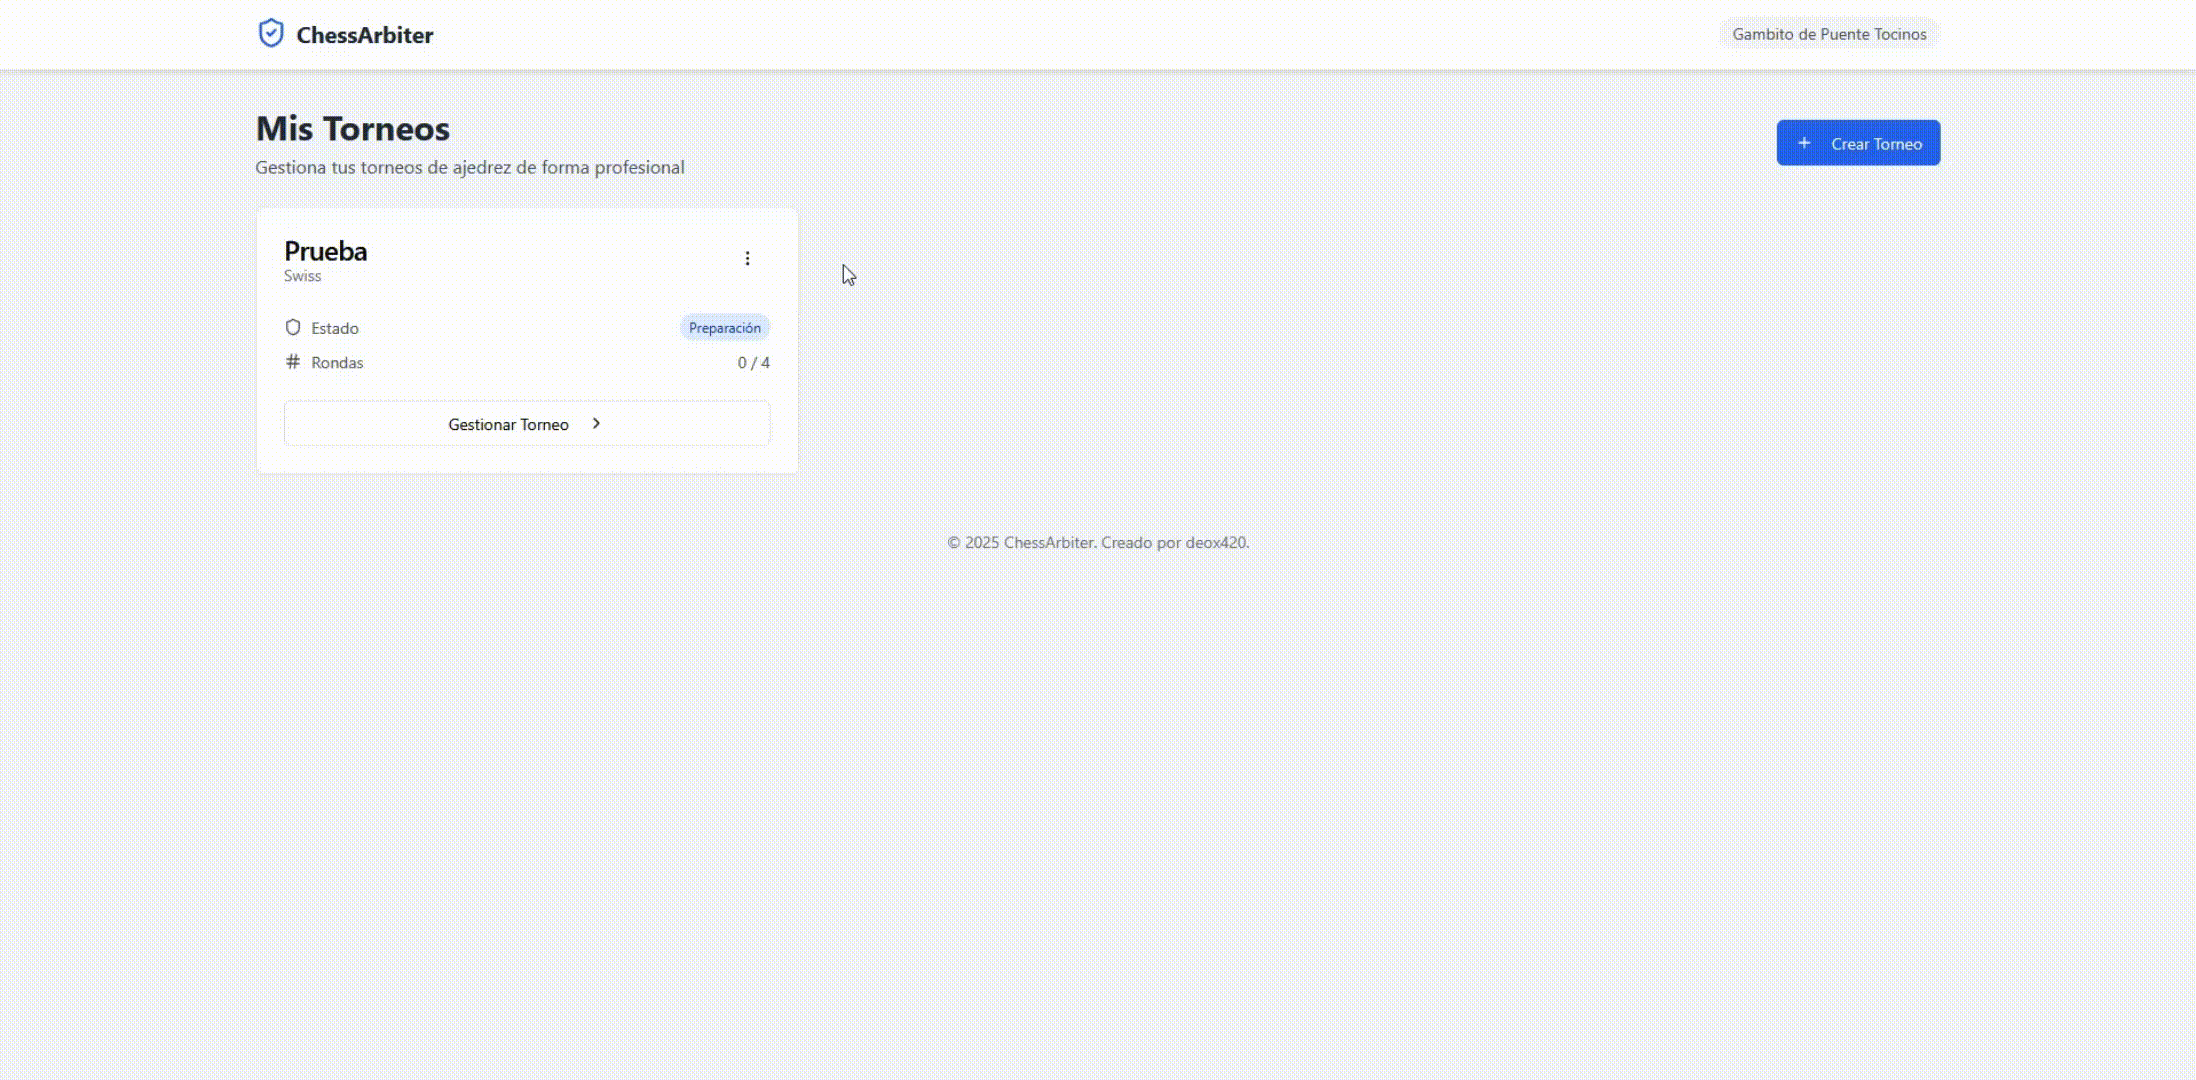 ChessArbiter
Gambito de Puente Tocinos
Mis Torneos
Gestiona tus torneos de ajedrez de forma profesional
Crear Torneo
Prueba
Swiss
Estado
Preparación
Rondas
0 / 4
Gestionar Torneo
© 2025 ChessArbiter. Creado por deox420.